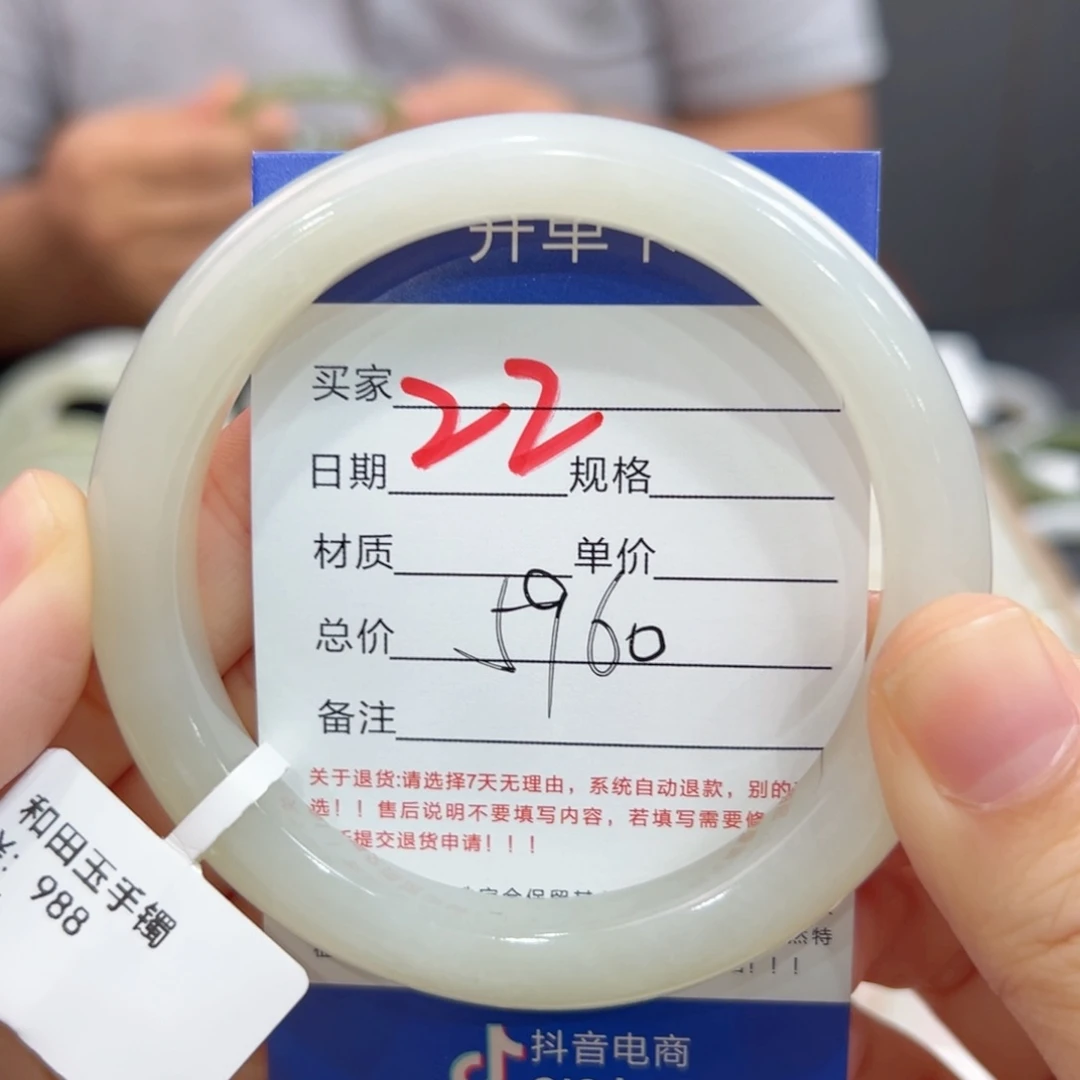 开单卡
买家 22
日期 规格
材质 单价
总价 5960
备注
关于退货:请选择7天无理由，系统自动退款，别的
选！！售后说明不要填写内容，若填写需要修
提交退货申请！！！
特
！！！
和田玉手镯
988
抖音电商